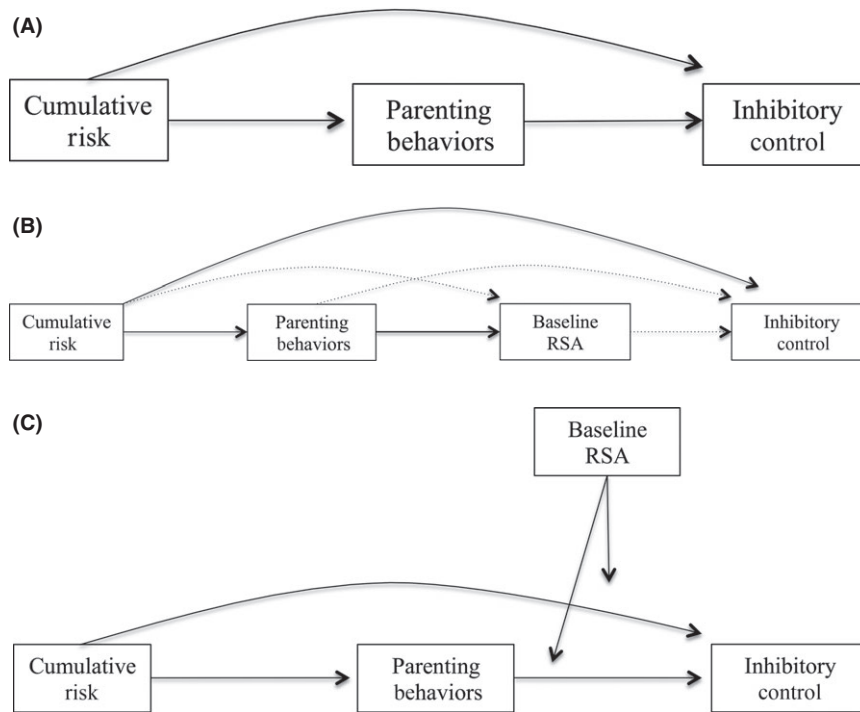 (A)
Cumulative
risk
Parenting
behaviors
Inhibitory
control
(B)
Cumulative
risk
Parenting
behaviors
Baseline
RSA
Inhibitory
control
(C)
Baseline
RSA
Cumulative
risk
Parenting
behaviors
Inhibitory
control